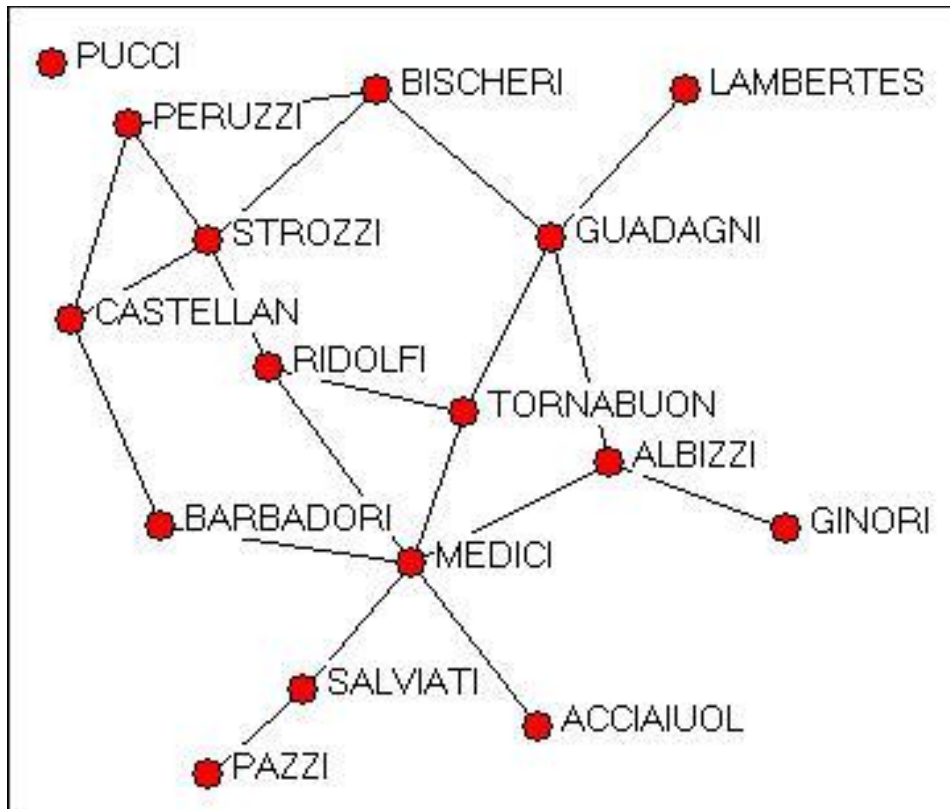 PUCCI
BISCHERI
LAMBERTES
PERUZZI
STROZZI
GUADAGNI
CASTELLAN
RIDOLFI
TORNABUON
ALBIZZI
BARBADORI
GINORI
MEDICI
SALVIATI
ACCIAIUOL
PAZZI